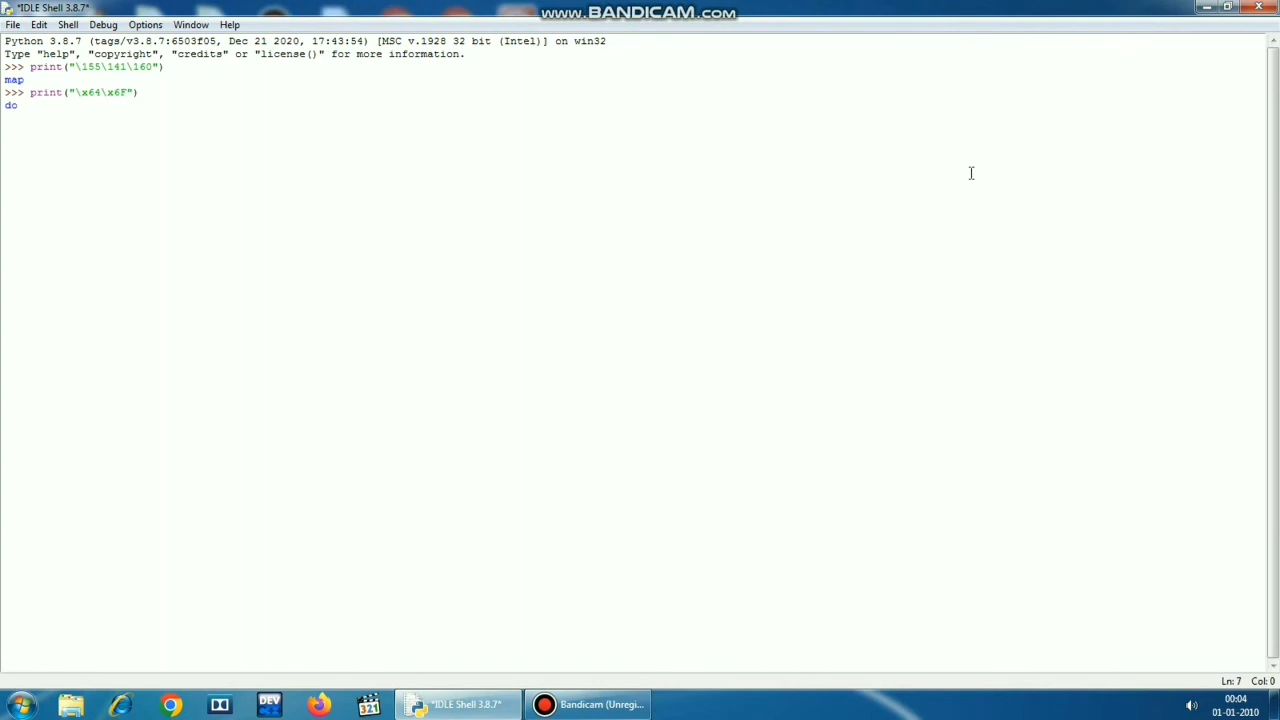 *IDLE Shell 3.8.7*
www.BANDICAM.com
File Edit Shell Debug Options Window Help
Python 3.8.7 (tags/v3.8.7:6503f05, Dec 21 2020, 17:43:54) [MSC v.1928 32 bit (Intel)] on win32
Type "help", "copyright", "credits" or "license()" for more information.
>>> print("\155\141\160")
map
>>> print("\x64\x6F")
do
Ln: 7 Col: 0
DEV
321
*IDLE Shell 3.8.7*
Bandicam (Unregi...
00:04
01-01-2010